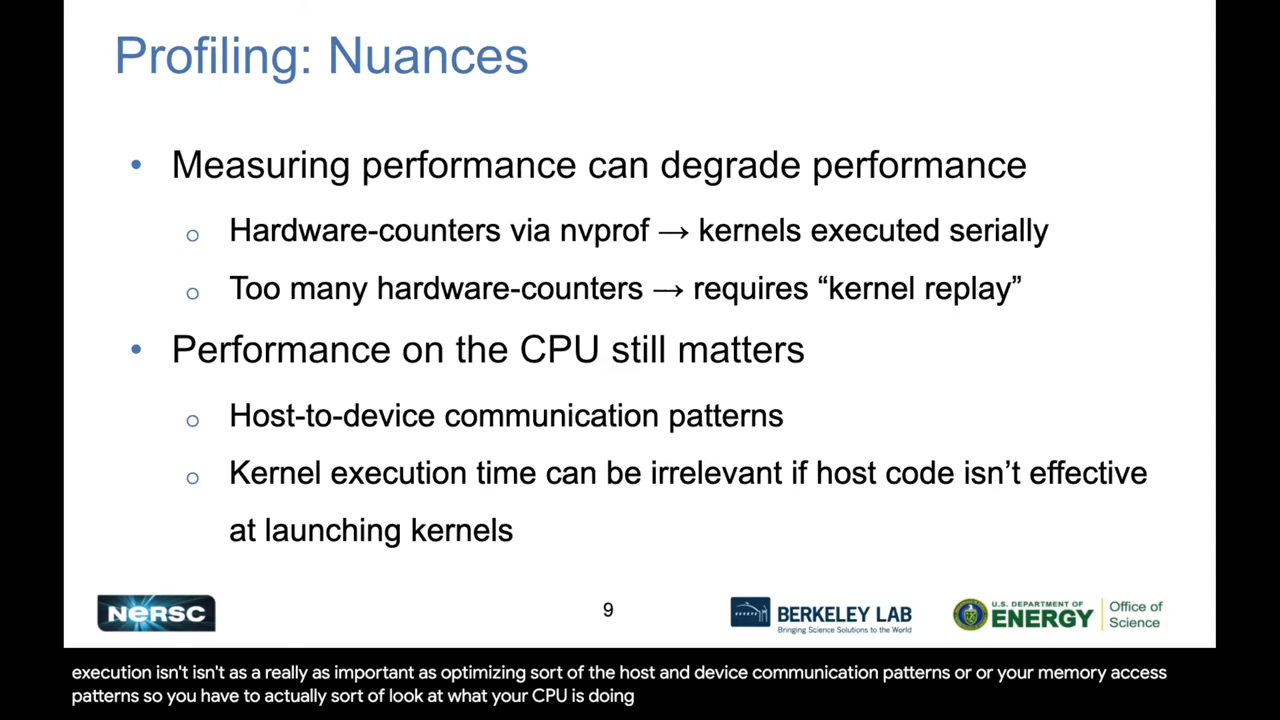 Profiling: Nuances
• Measuring performance can degrade performance
o Hardware-counters via nvprof → kernels executed serially
o Too many hardware-counters → requires “kernel replay”
• Performance on the CPU still matters
o Host-to-device communication patterns
o Kernel execution time can be irrelevant if host code isn’t effective
at launching kernels
NERSC
9
BERKELEY LAB
Bringing Science Solutions to the World
U.S. DEPARTMENT OF
ENERGY
Office of
Science
execution isn't isn't as a really as important as optimizing sort of the host and device communication patterns or or your memory access
patterns so you have to actually sort of look at what your CPU is doing